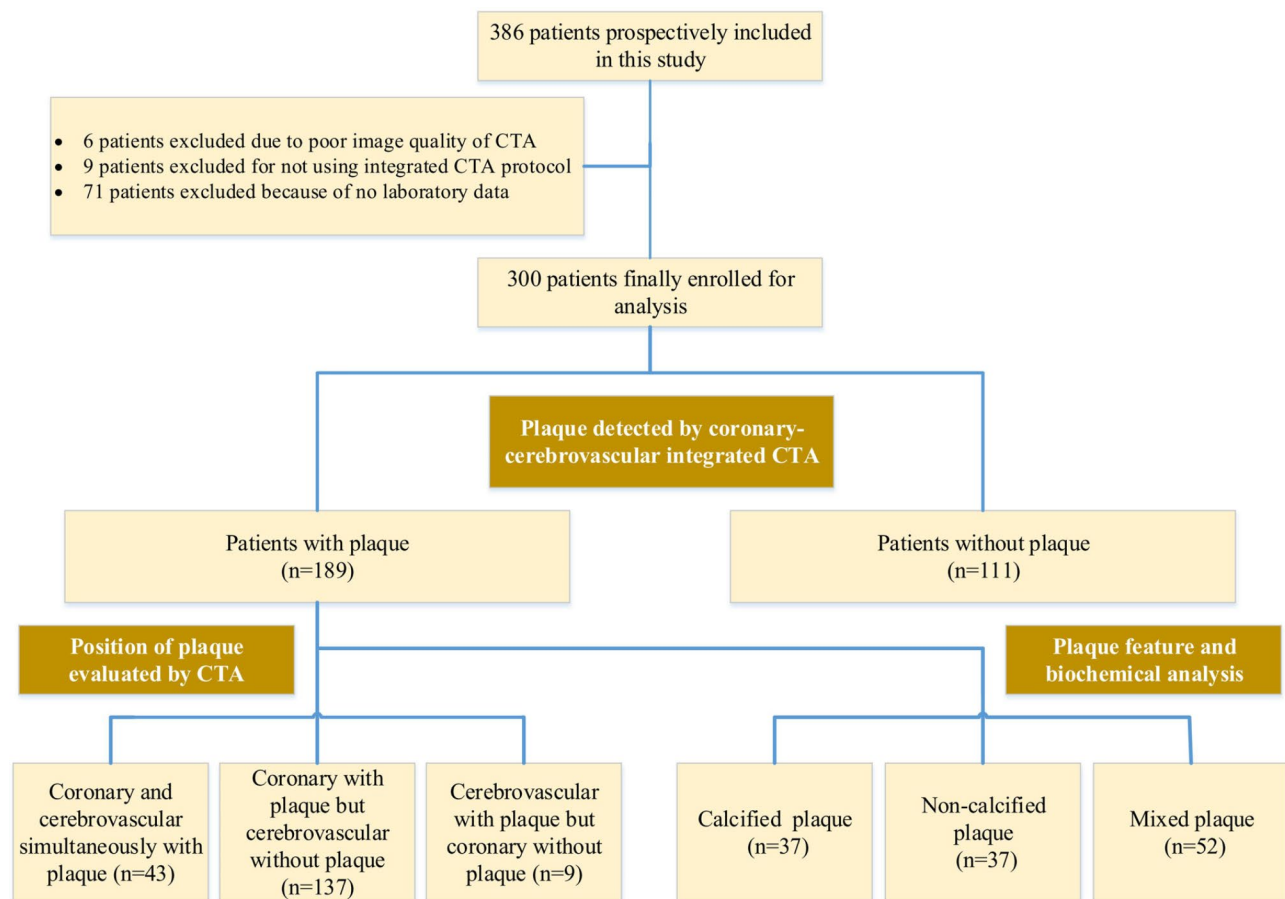 386 patients prospectively included
in this study
• 6 patients excluded due to poor image quality of CTA
• 9 patients excluded for not using integrated CTA protocol
• 71 patients excluded because of no laboratory data
300 patients finally enrolled for
analysis
Plaque detected by coronary-
cerebrovascular integrated CTA
Patients with plaque
(n=189)
Patients without plaque
(n=111)
Position of plaque
evaluated by CTA
Plaque feature and
biochemical analysis
Coronary and
cerebrovascular
simultaneously with
plaque (n=43)
Coronary with
plaque but
cerebrovascular
without plaque
(n=137)
Cerebrovascular
with plaque but
coronary without
plaque (n=9)
Calcified plaque
(n=37)
Non-calcified
plaque
(n=37)
Mixed plaque
(n=52)